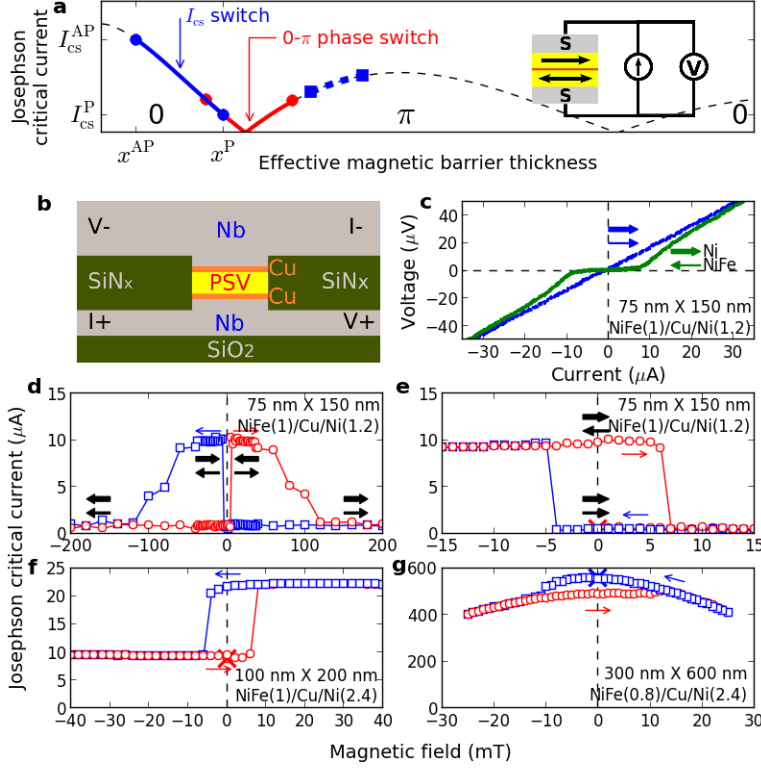 a
Josephson
critical current
I_cs^AP
I_cs^P
I_cs switch
0-π phase switch
S
S
V
0
π
0
x^AP
x^P
Effective magnetic barrier thickness
b
V-
Nb
I-
SiNx
PSV
Cu
Cu
SiNx
I+
Nb
V+
SiO2
c
Voltage (μV)
40
20
0
−20
−40
Ni
NiFe
75 nm X 150 nm
NiFe(1)/Cu/Ni(1.2)
−30 −20 −10 0 10 20 30
Current (μA)
Josephson critical current (μA)
d
15
10
5
0
75 nm X 150 nm
NiFe(1)/Cu/Ni(1.2)
−200 −100 0 100 200
e
15
10
5
0
75 nm X 150 nm
NiFe(1)/Cu/Ni(1.2)
−15 −10 −5 0 5 10 15
f
25
20
15
10
5
0
100 nm X 200 nm
NiFe(1)/Cu/Ni(2.4)
−40 −30 −20 −10 0 10 20 30 40
g
600
400
200
0
300 nm X 600 nm
NiFe(0.8)/Cu/Ni(2.4)
−30 −20 −10 0 10 20 30
Magnetic field (mT)